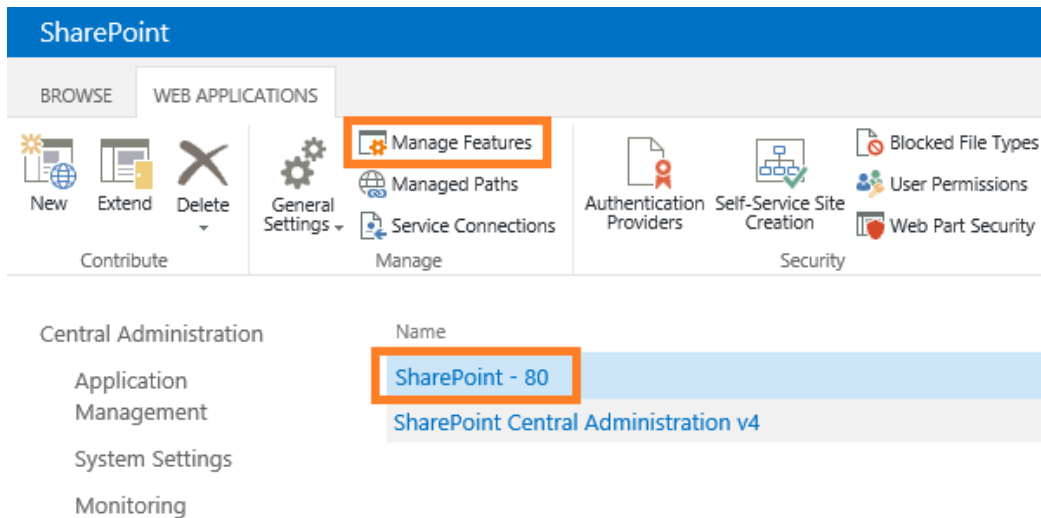 SharePoint
BROWSE WEB APPLICATIONS
New
Extend
Delete
Contribute
General
Settings
Manage Features
Managed Paths
Service Connections
Manage
Authentication
Providers
Self-Service Site
Creation
Blocked File Types
User Permissions
Web Part Security
Security
Central Administration
Application
Management
System Settings
Monitoring
Name
SharePoint - 80
SharePoint Central Administration v4